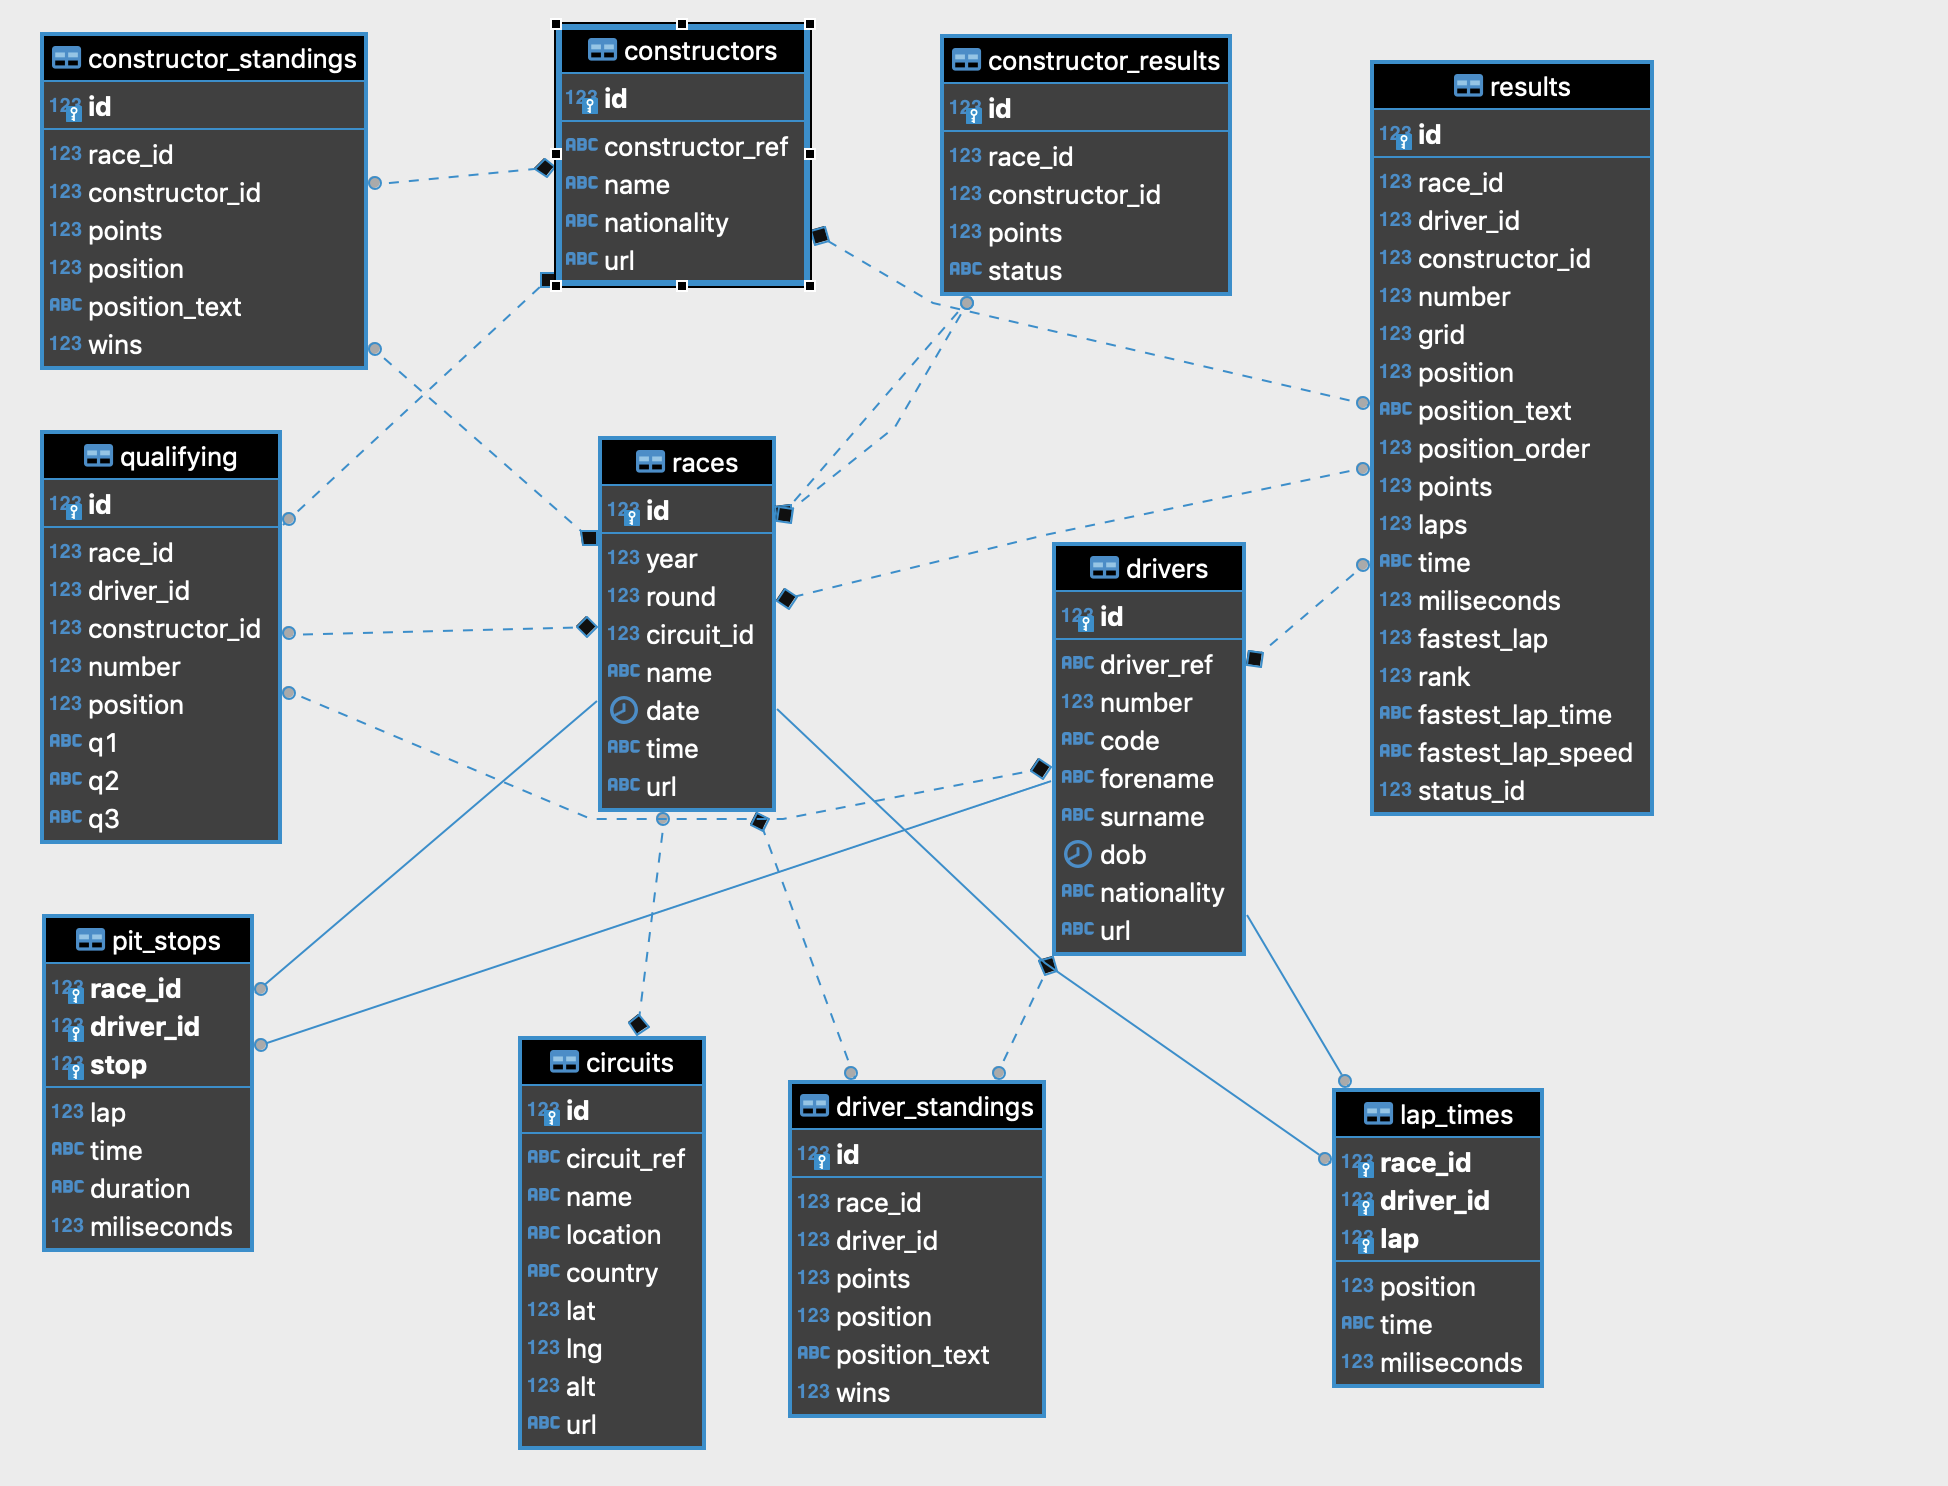 constructor_standings
123 id
123 race_id
123 constructor_id
123 points
123 position
ABC position_text
123 wins
constructors
123 id
ABC constructor_ref
ABC name
ABC nationality
ABC url
constructor_results
123 id
123 race_id
123 constructor_id
123 points
ABC status
results
123 id
123 race_id
123 driver_id
123 constructor_id
123 number
123 grid
123 position
ABC position_text
123 position_order
123 points
123 laps
ABC time
123 miliseconds
123 fastest_lap
123 rank
ABC fastest_lap_time
ABC fastest_lap_speed
123 status_id
qualifying
123 id
123 race_id
123 driver_id
123 constructor_id
123 number
123 position
ABC q1
ABC q2
ABC q3
races
123 id
123 year
123 round
123 circuit_id
ABC name
date
ABC time
ABC url
drivers
123 id
ABC driver_ref
123 number
ABC code
ABC forename
ABC surname
dob
ABC nationality
ABC url
pit_stops
123 race_id
123 driver_id
123 stop
123 lap
ABC time
ABC duration
123 miliseconds
circuits
123 id
ABC circuit_ref
ABC name
ABC location
ABC country
123 lat
123 lng
123 alt
ABC url
driver_standings
123 id
123 race_id
123 driver_id
123 points
123 position
ABC position_text
123 wins
lap_times
123 race_id
123 driver_id
123 lap
123 position
ABC time
123 miliseconds